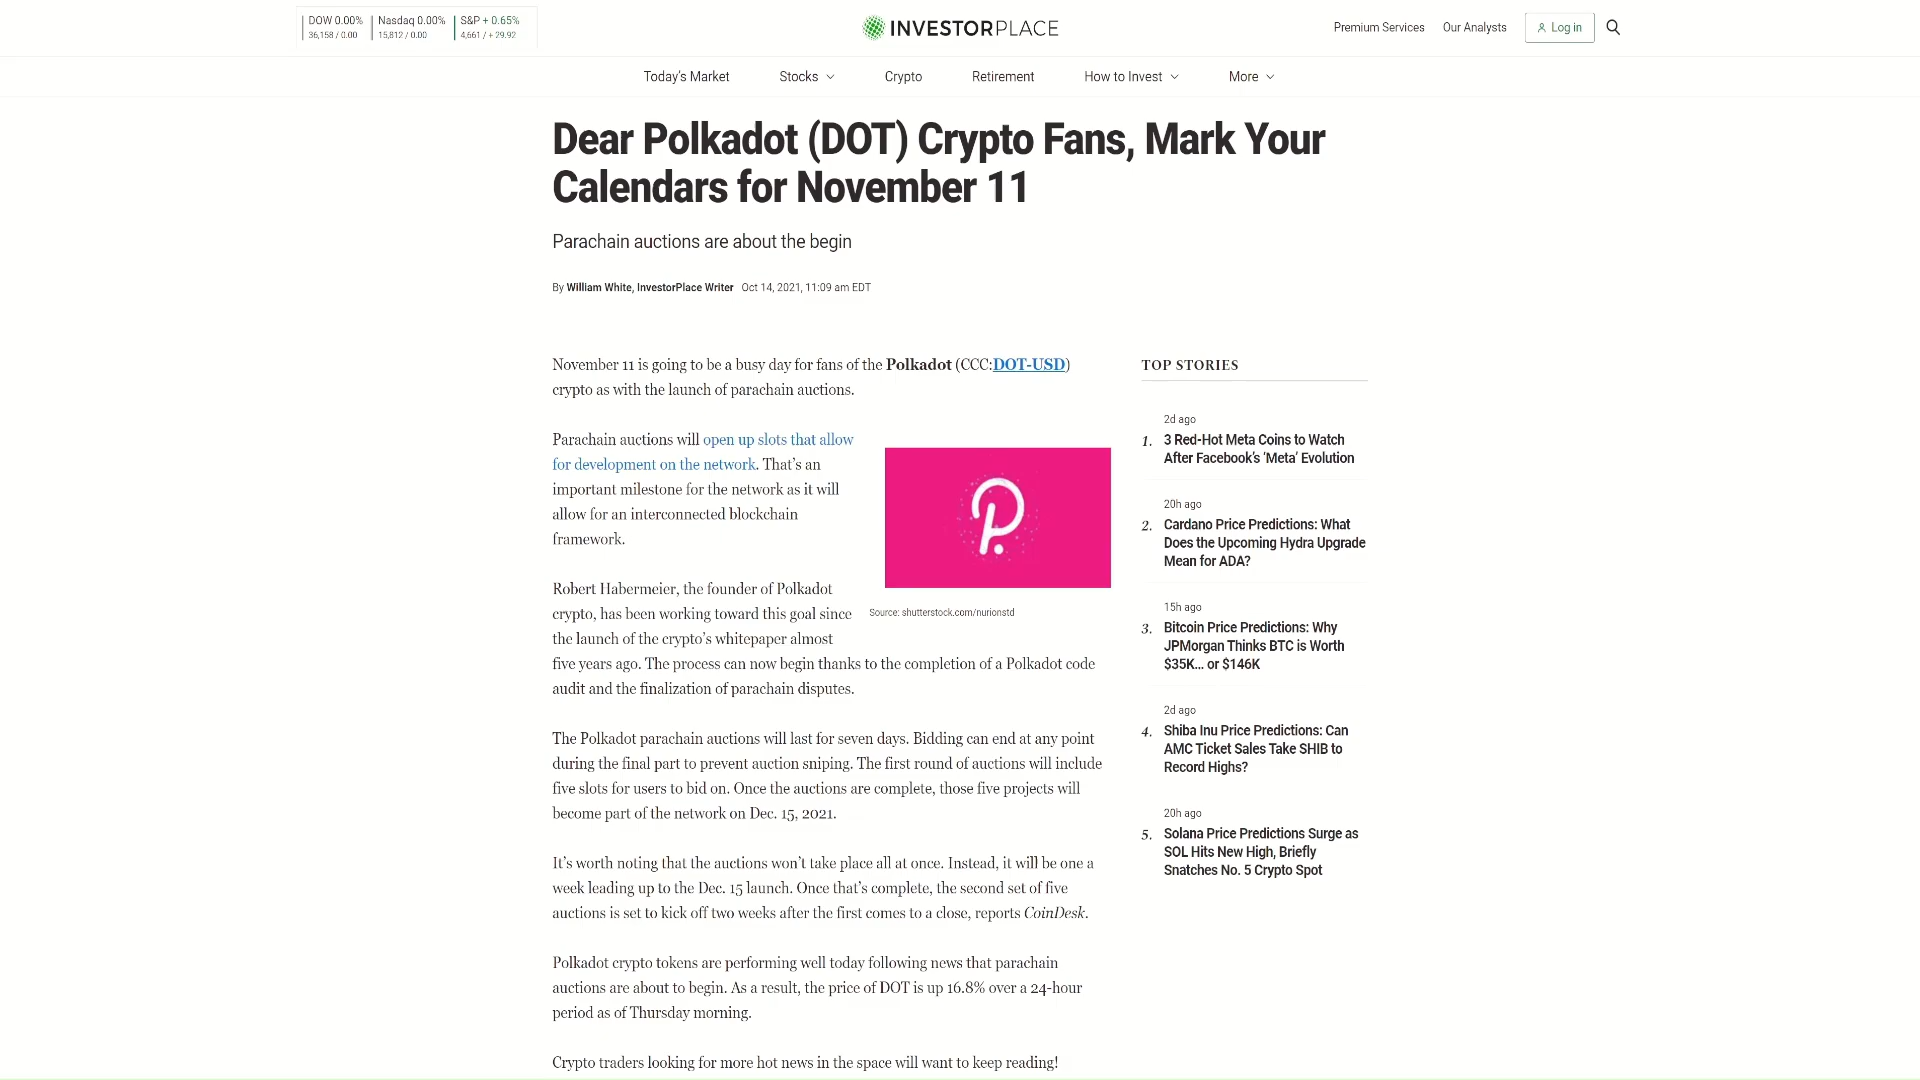 DOW 0.00% Nasdaq 0.00% S&P + 0.65%
36,158 / 0.00 15,812 / 0.00 4,661 / + 29.92
INVESTORPLACE
Premium Services Our Analysts Log in
Today's Market Stocks Crypto Retirement How to Invest More
Dear Polkadot (DOT) Crypto Fans, Mark Your
Calendars for November 11
Parachain auctions are about the begin
By William White, InvestorPlace Writer Oct 14, 2021, 11:09 am EDT
November 11 is going to be a busy day for fans of the Polkadot (CCC:DOT-USD)
crypto as with the launch of parachain auctions.
Parachain auctions will open up slots that allow
for development on the network. That's an
important milestone for the network as it will
allow for an interconnected blockchain
framework.
Robert Habermeier, the founder of Polkadot
crypto, has been working toward this goal since
the launch of the crypto's whitepaper almost
five years ago. The process can now begin thanks to the completion of a Polkadot code
audit and the finalization of parachain disputes.
Source: shutterstock.com/nurionstd
The Polkadot parachain auctions will last for seven days. Bidding can end at any point
during the final part to prevent auction sniping. The first round of auctions will include
five slots for users to bid on. Once the auctions are complete, those five projects will
become part of the network on Dec. 15, 2021.
It's worth noting that the auctions won't take place all at once. Instead, it will be one a
week leading up to the Dec. 15 launch. Once that's complete, the second set of five
auctions is set to kick off two weeks after the first comes to a close, reports CoinDesk.
Polkadot crypto tokens are performing well today following news that parachain
auctions are about to begin. As a result, the price of DOT is up 16.8% over a 24-hour
period as of Thursday morning.
Crypto traders looking for more hot news in the space will want to keep reading!
TOP STORIES
2d ago
1. 3 Red-Hot Meta Coins to Watch
After Facebook's 'Meta' Evolution
20h ago
2. Cardano Price Predictions: What
Does the Upcoming Hydra Upgrade
Mean for ADA?
15h ago
3. Bitcoin Price Predictions: Why
JPMorgan Thinks BTC is Worth
$35K... or $146K
2d ago
4. Shiba Inu Price Predictions: Can
AMC Ticket Sales Take SHIB to
Record Highs?
20h ago
5. Solana Price Predictions Surge as
SOL Hits New High, Briefly
Snatches No. 5 Crypto Spot